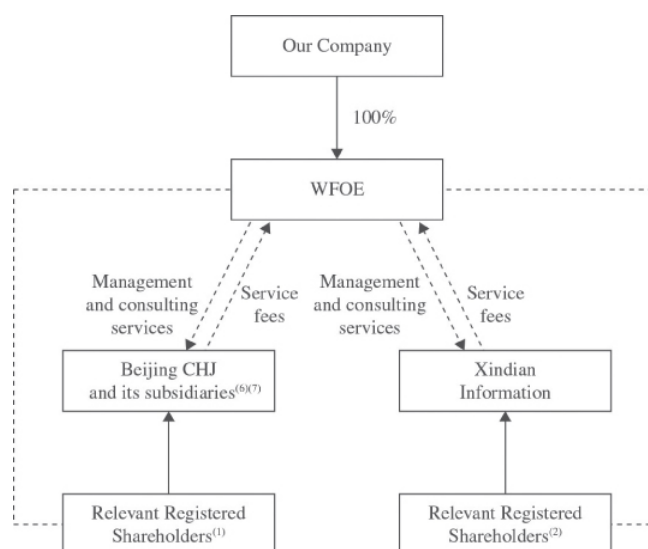 Our Company
100%
WFOE
Management
and consulting
services
Service
fees
Management
and consulting
services
Service
fees
Beijing CHJ
and its subsidiaries(6)(7)
Xindian
Information
Relevant Registered
Shareholders(1)
Relevant Registered
Shareholders(2)